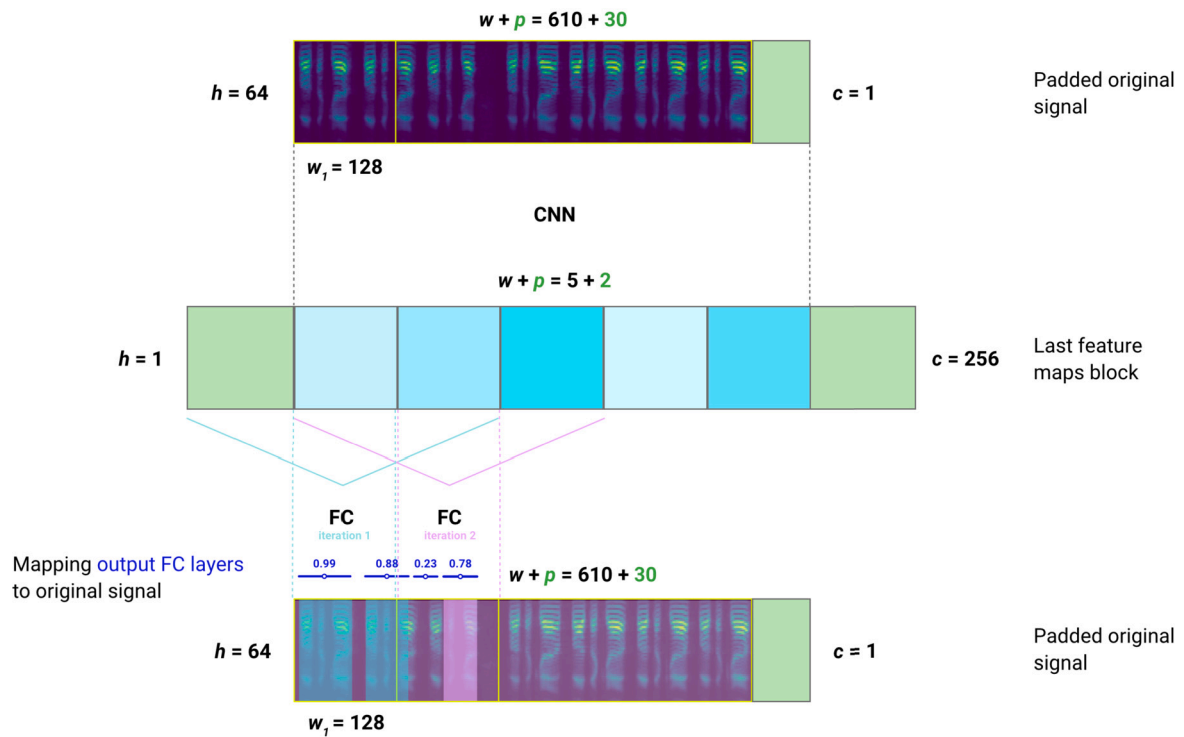 w + p = 610 + 30
h = 64
c = 1
Padded original
signal
w1 = 128
CNN
w + p = 5 + 2
h = 1
c = 256
Last feature
maps block
FC
iteration 1
FC
iteration 2
Mapping output FC layers
to original signal
0.99
0.88
0.23
0.78
w + p = 610 + 30
h = 64
c = 1
Padded original
signal
w1 = 128